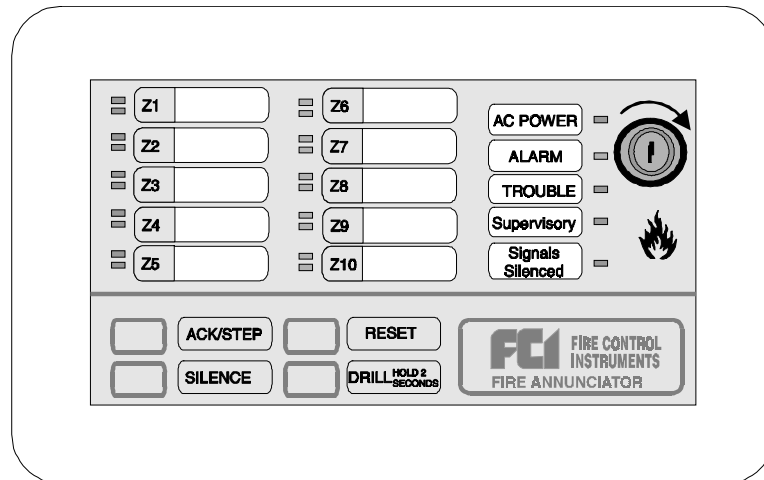 Z1
Z2
Z3
Z4
Z5
Z6
Z7
Z8
Z9
Z10
AC POWER
ALARM
TROUBLE
Supervisory
Signals
Silenced
ACK/STEP
SILENCE
RESET
DRILL HOLD 2
SECONDS
FCI FIRE CONTROL
INSTRUMENTS
FIRE ANNUNCIATOR